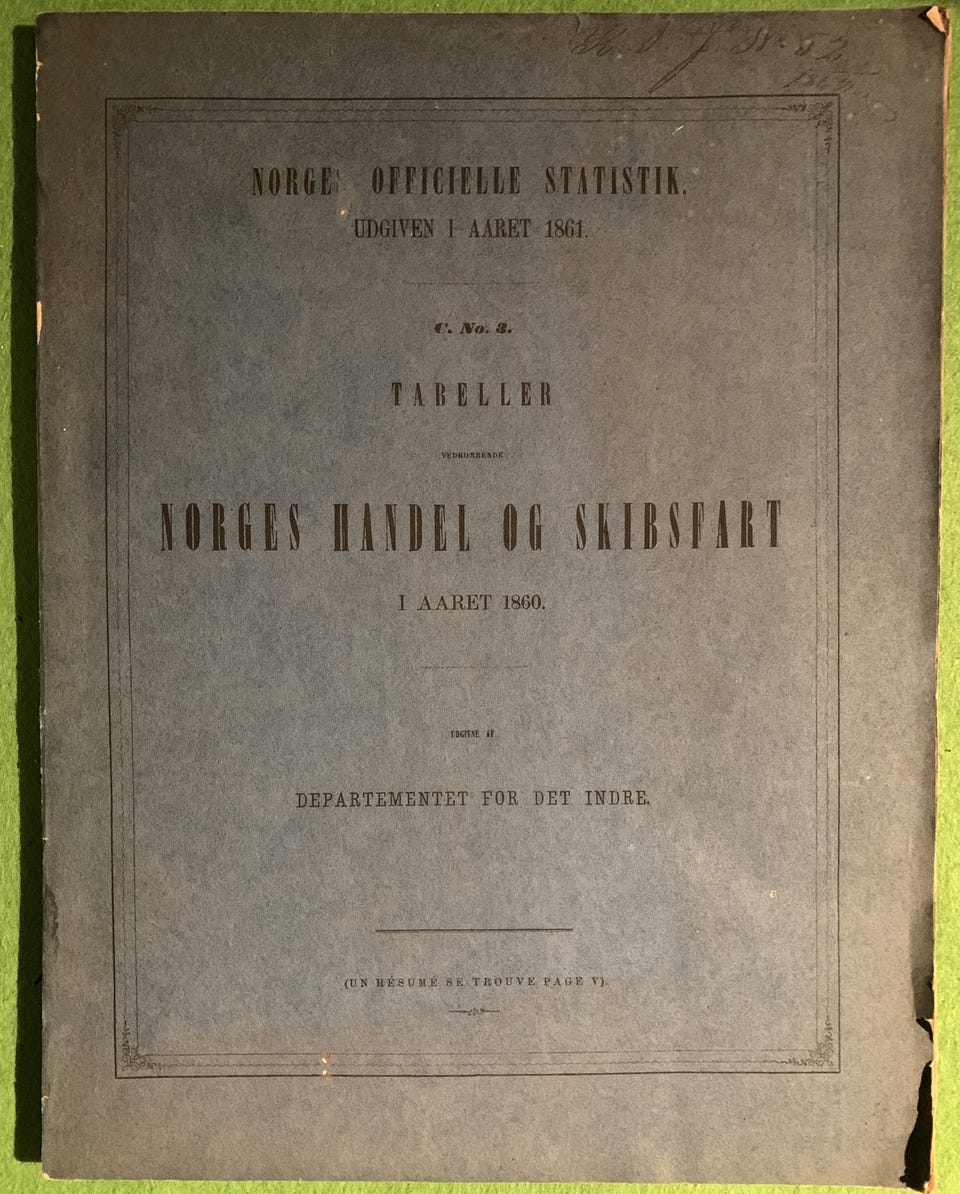 NORGES OFFICIELLE STATISTIK.
UDGIVEN I AARET 1861.
C. No. 3.
TABELLER
VEDKOMMENDE
NORGES HANDEL OG SKIBSFART
I AARET 1860.
UDGIVNE AF
DEPARTEMENTET FOR DET INDRE.
(UN RÉSUMÉ SE TROUVE PAGE V).